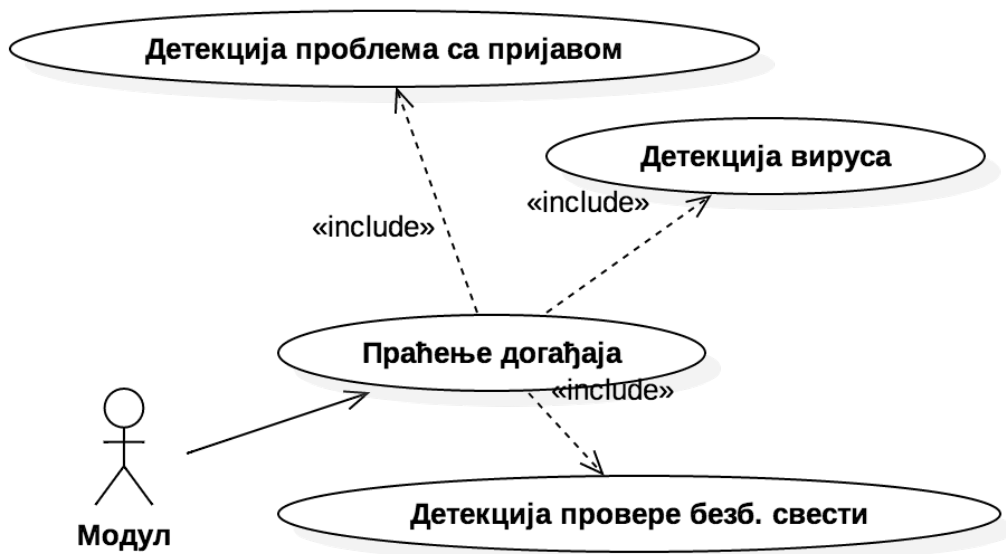 Детекција проблема са пријавом
Детекција вируса
«include»
«include»
Праћење догађаја
«include»
Модул
Детекција провере безб. свести